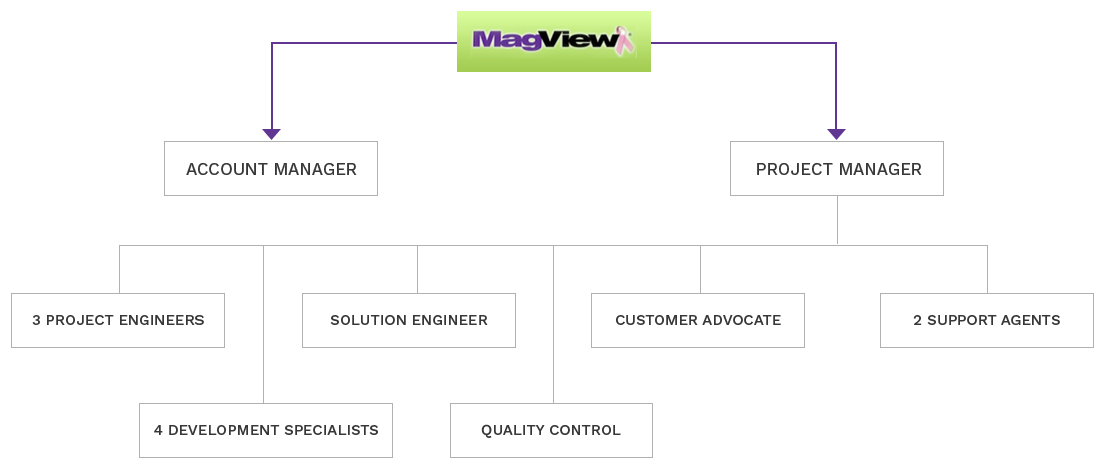 MagView
ACCOUNT MANAGER
PROJECT MANAGER
3 PROJECT ENGINEERS
SOLUTION ENGINEER
CUSTOMER ADVOCATE
2 SUPPORT AGENTS
4 DEVELOPMENT SPECIALISTS
QUALITY CONTROL